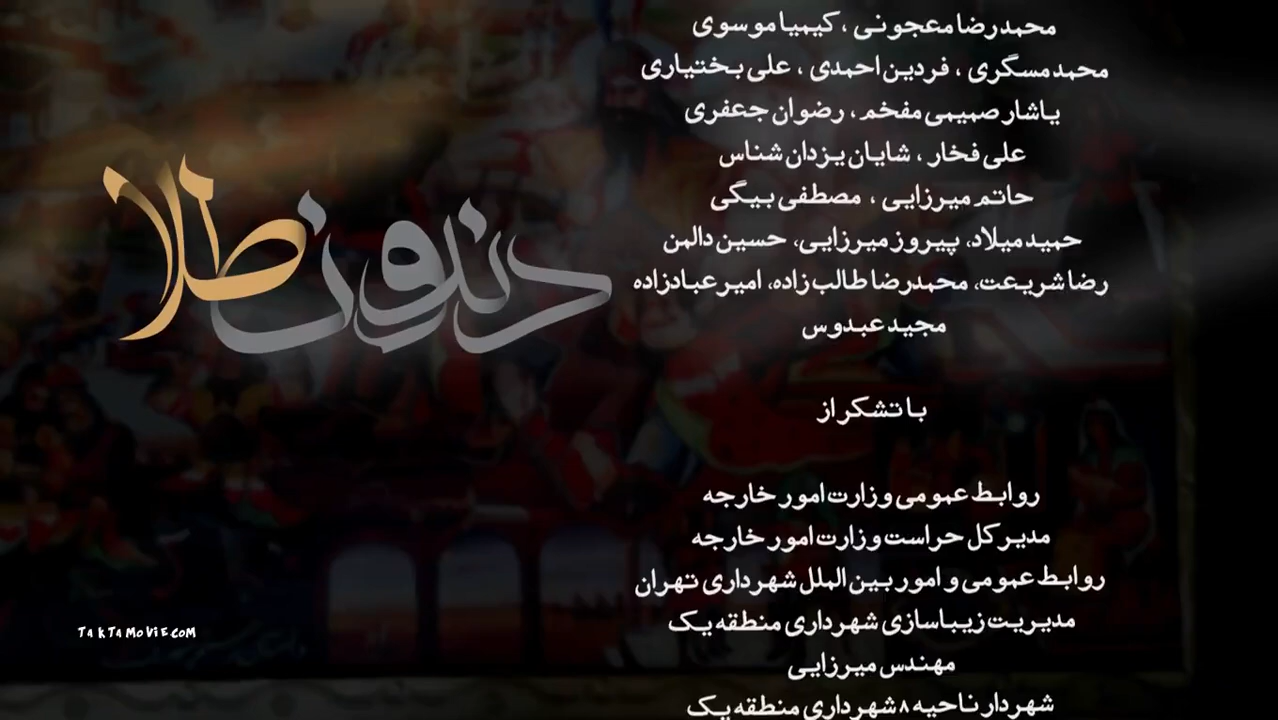 محمدرضا معجونی ، کیمیا موسوی
محمد مسگری ، فردین احمدی ، علی بختیاری
یاشار صمیمی مفخم ، رضوان جعفری
علی فخار ، شایان یزدان شناس
حاتم میرزایی ، مصطفی بیگی
حمید میلاد، پیروز میرزایی، حسین دالمن
رضا شریعت، محمدرضا طالب زاده، امیر عبادزاده
مجید عبدوس
با تشکر از
روابط عمومی وزارت امور خارجه
مدیر کل حراست وزارت امور خارجه
روابط عمومی و امور بین الملل شهرداری تهران
مدیریت زیباسازی شهرداری منطقه یک
مهندس میرزایی
شهردار ناحیه ۸ شهرداری منطقه یک
دندون طلا
TAKTAMOVIE.COM